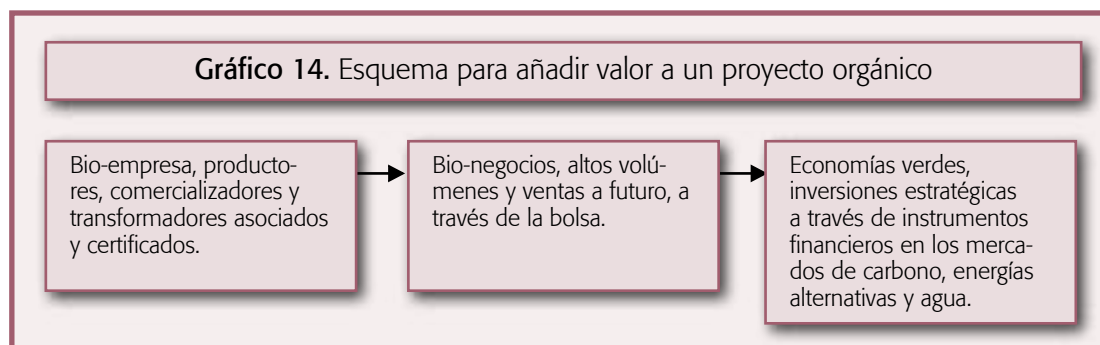 Gráfico 14. Esquema para añadir valor a un proyecto orgánico
Bio-empresa, producto-
res, comercializadores y
transformadores asociados
y certificados.
Bio-negocios, altos volú-
menes y ventas a futuro, a
través de la bolsa.
Economías verdes,
inversiones estratégicas
a través de instrumentos
financieros en los merca-
dos de carbono, energías
alternativas y agua.